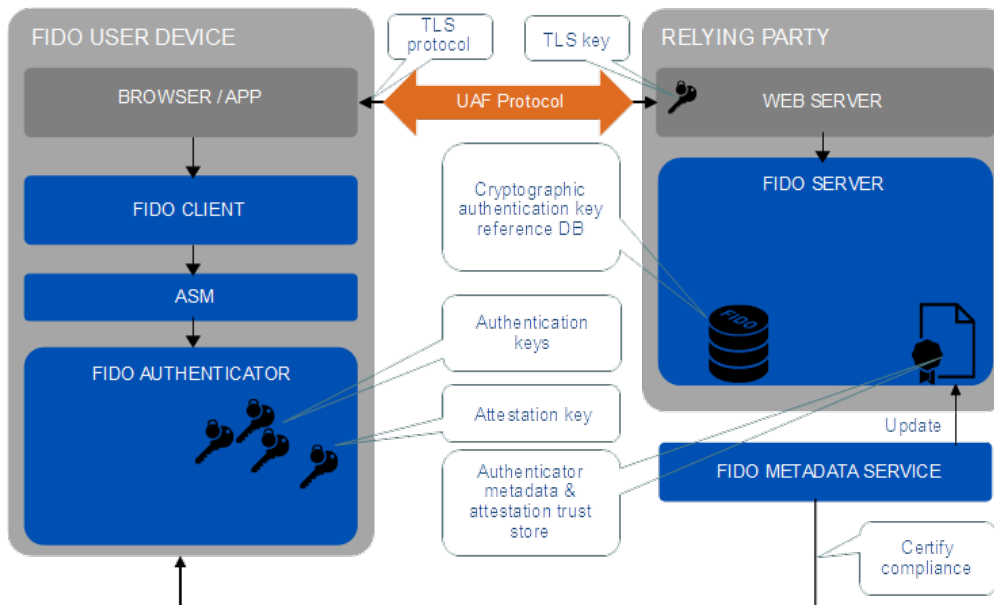 FIDO USER DEVICE
TLS
protocol
TLS key
RELYING PARTY
BROWSER / APP
UAF Protocol
WEB SERVER
FIDO CLIENT
Cryptographic
authentication key
reference DB
FIDO SERVER
ASM
FIDO
Authentication
keys
FIDO AUTHENTICATOR
Attestation key
Update
Authenticator
metadata &
attestation trust
store
FIDO METADATA SERVICE
Certify
compliance